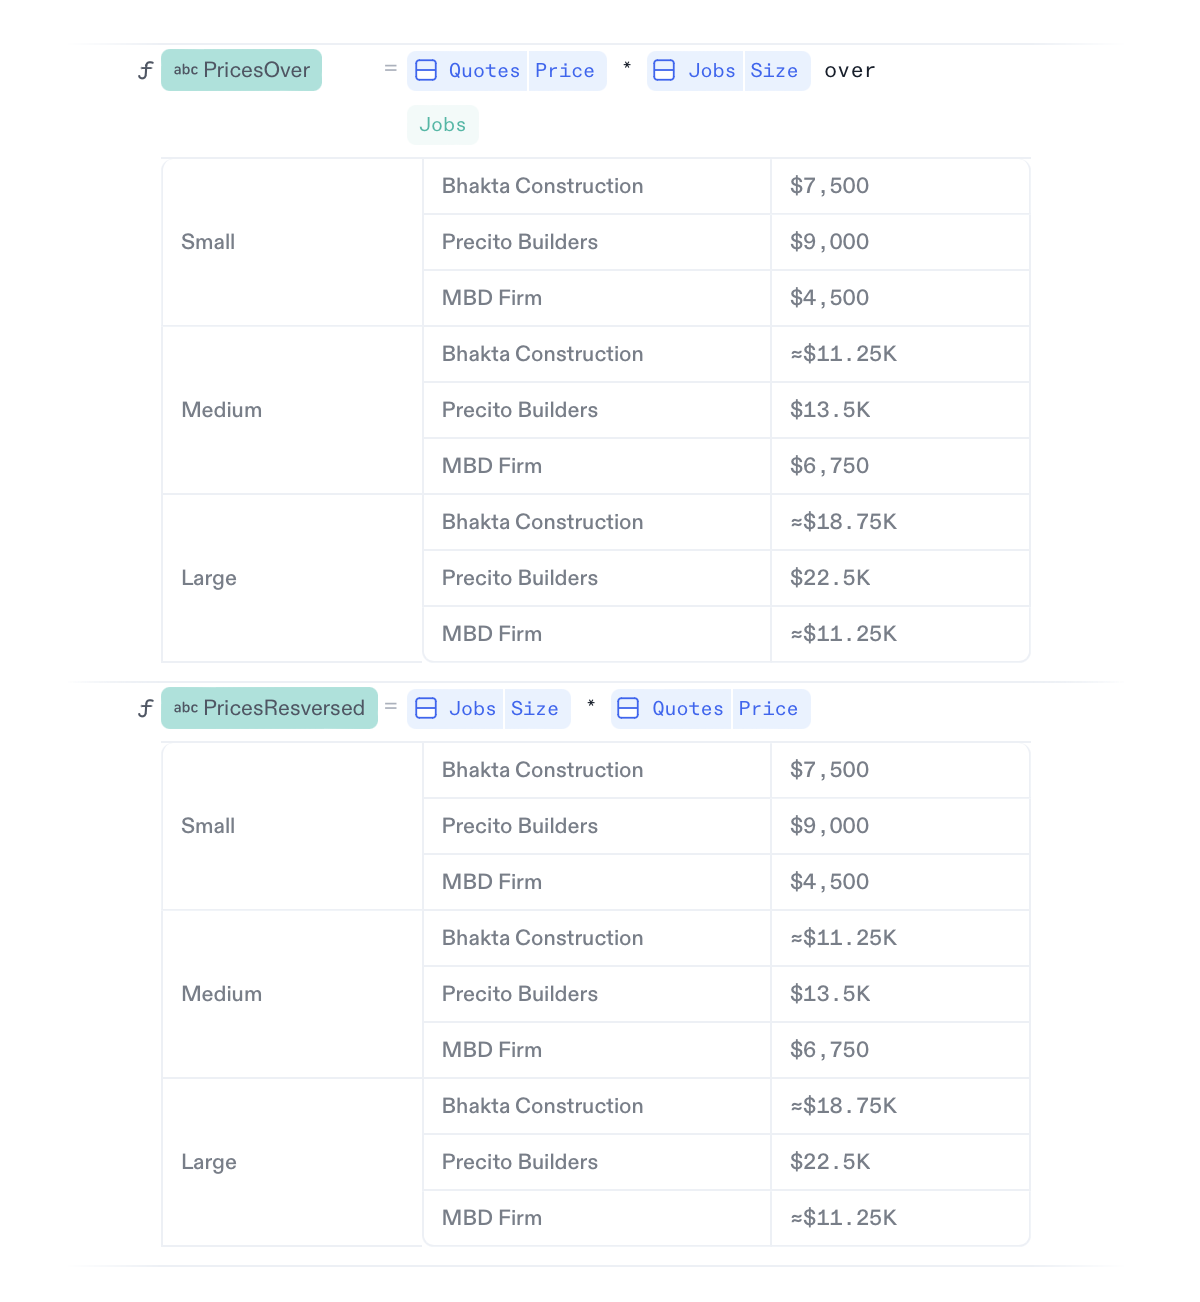 ƒ abc PricesOver = Quotes Price * Jobs Size over
Jobs
Small
Bhakta Construction $7,500
Precito Builders $9,000
MBD Firm $4,500
Medium
Bhakta Construction ≈$11.25K
Precito Builders $13.5K
MBD Firm $6,750
Large
Bhakta Construction ≈$18.75K
Precito Builders $22.5K
MBD Firm ≈$11.25K
ƒ abc PricesResversed = Jobs Size * Quotes Price
Small
Bhakta Construction $7,500
Precito Builders $9,000
MBD Firm $4,500
Medium
Bhakta Construction ≈$11.25K
Precito Builders $13.5K
MBD Firm $6,750
Large
Bhakta Construction ≈$18.75K
Precito Builders $22.5K
MBD Firm ≈$11.25K